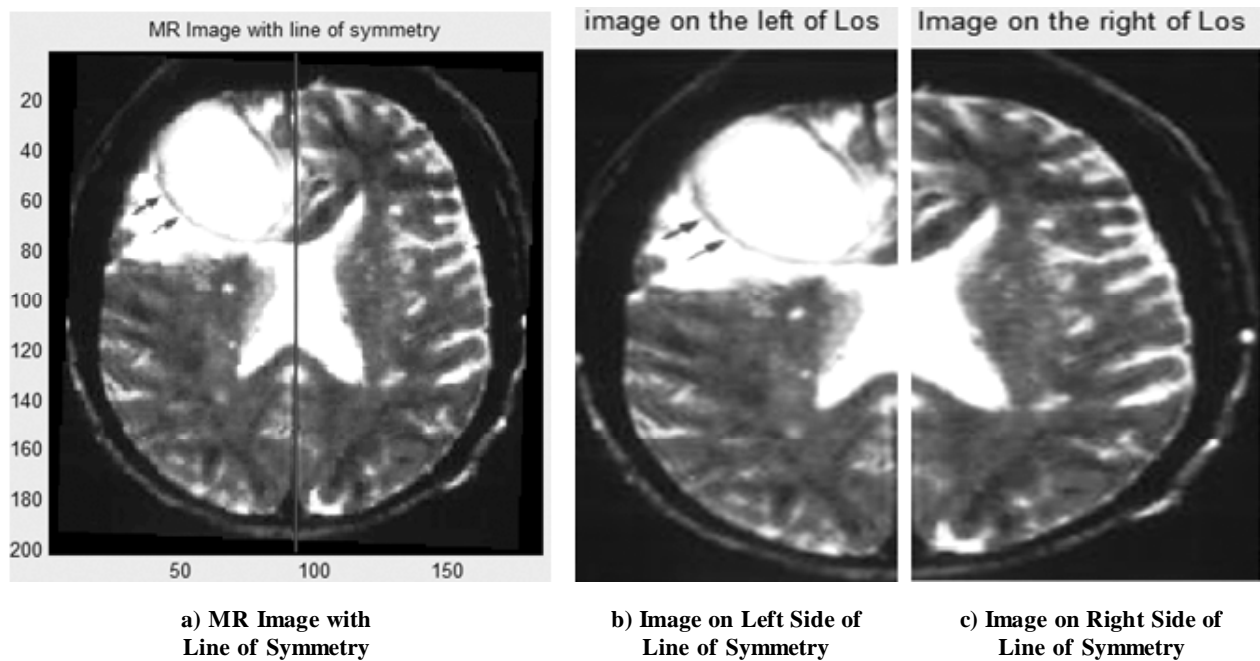 MR Image with line of symmetry
20
40
60
80
100
120
140
160
180
200
50 100 150
image on the left of Los
Image on the right of Los
a) MR Image with
Line of Symmetry
b) Image on Left Side of
Line of Symmetry
c) Image on Right Side of
Line of Symmetry